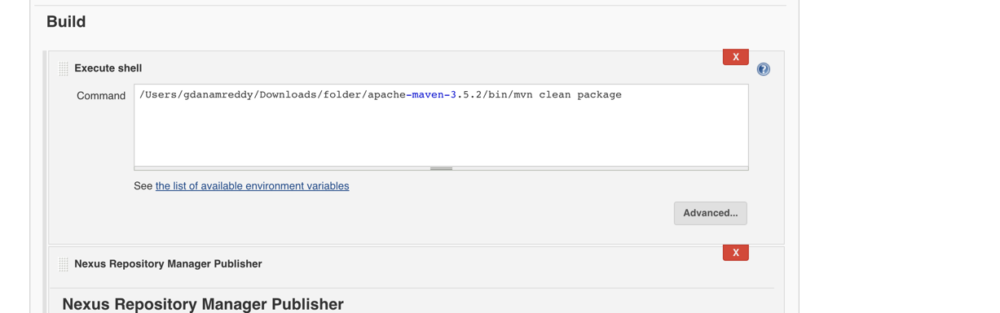 Build
X
Execute shell
?
Command
/Users/gdanamreddy/Downloads/folder/apache-maven-3.5.2/bin/mvn clean package
See the list of available environment variables
Advanced...
X
Nexus Repository Manager Publisher
Nexus Repository Manager Publisher